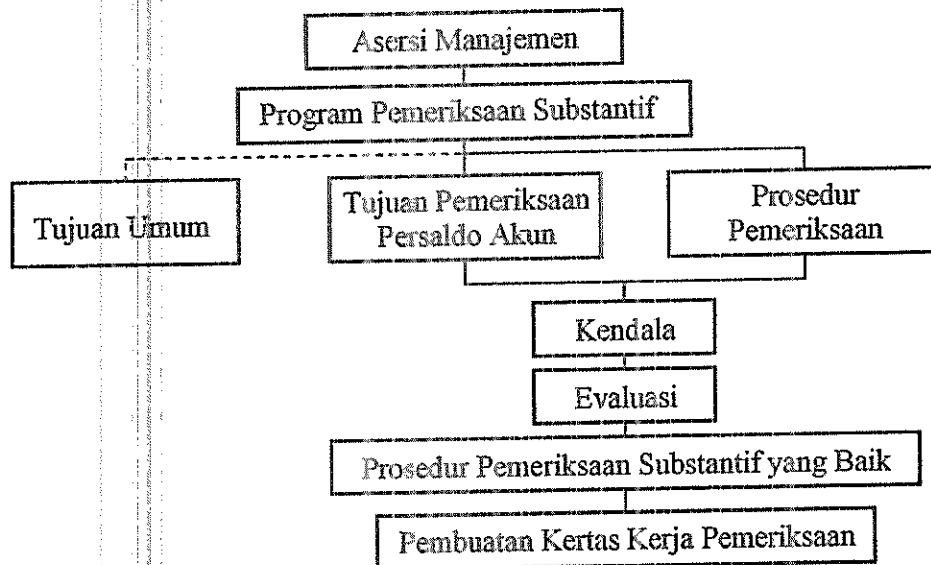 Asersi Manajemen
Program Pemeriksaan Substantif
Tujuan Umum
Tujuan Pemeriksaan
Persaldo Akun
Prosedur
Pemeriksaan
Kendala
Evaluasi
Prosedur Pemeriksaan Substantif yang Baik
Pembuatan Kertas Kerja Pemeriksaan